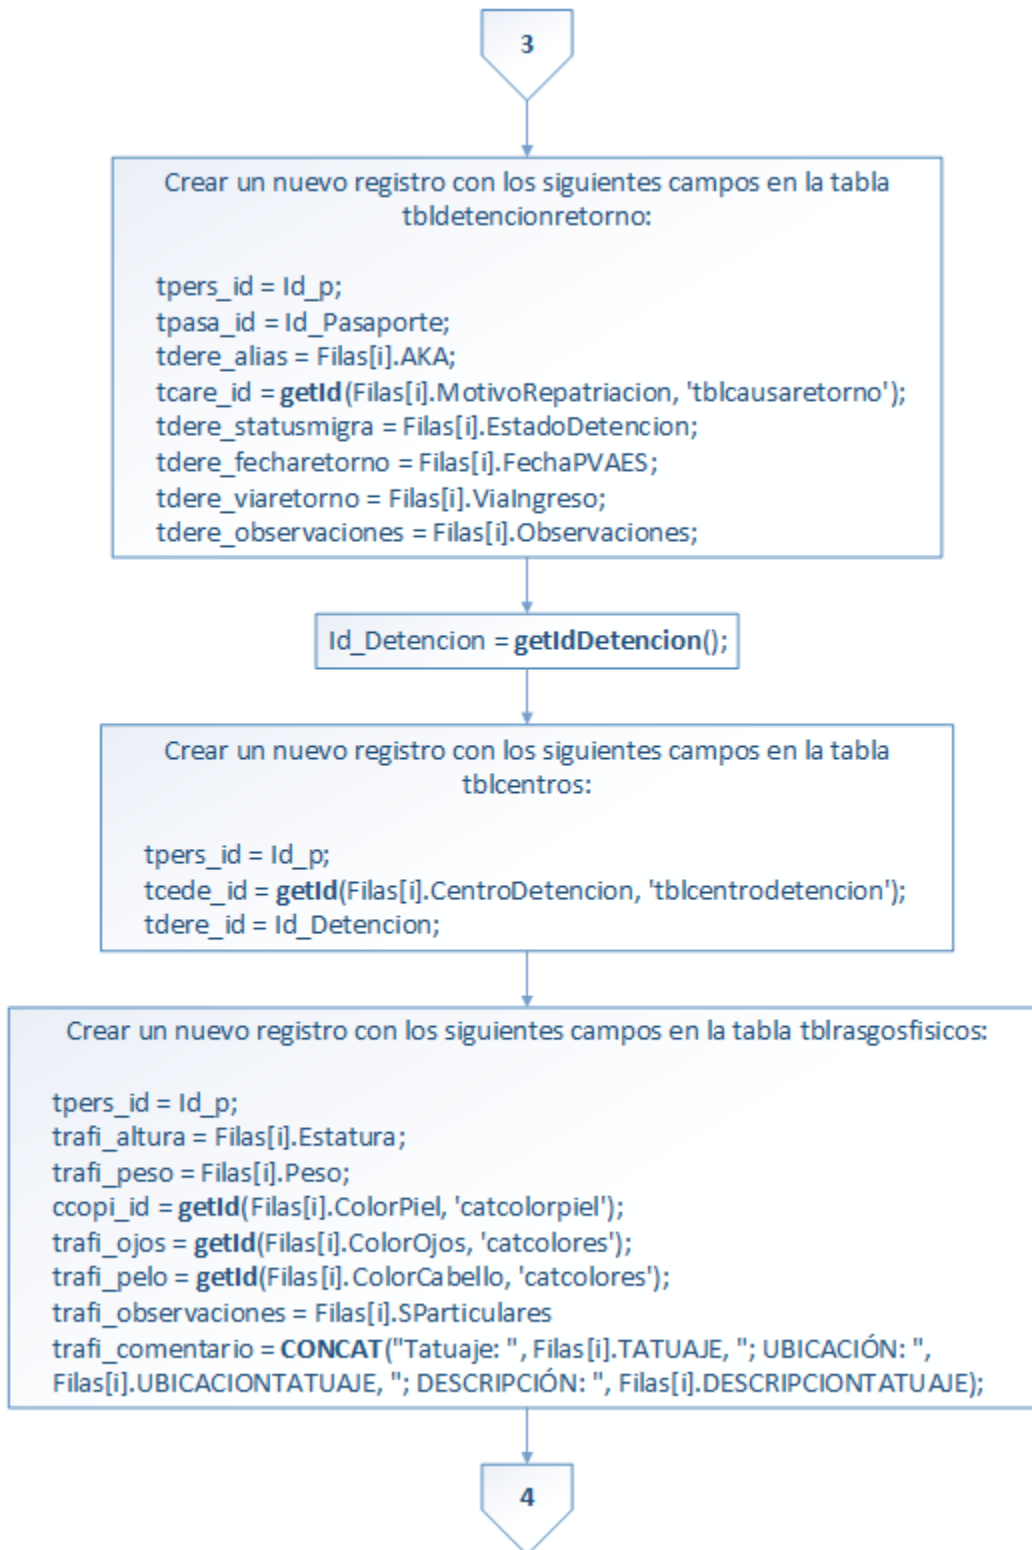 3
Crear un nuevo registro con los siguientes campos en la tabla
tbldetencionretorno:
tpers_id = Id_p;
tpasa_id = Id_Pasaporte;
tdere_alias = Filas[i].AKA;
tcare_id = getId(Filas[i].MotivoRepatriacion, 'tblcausaretorno');
tdere_statusmigra = Filas[i].EstadoDetencion;
tdere_fecharetorno = Filas[i].FechaPVAES;
tdere_viaretorno = Filas[i].ViaIngreso;
tdere_observaciones = Filas[i].Observaciones;
Id_Detencion = getIdDetencion();
Crear un nuevo registro con los siguientes campos en la tabla
tblcentros:
tpers_id = Id_p;
tcede_id = getId(Filas[i].CentroDetencion, 'tblcentrodetencion');
tdere_id = Id_Detencion;
Crear un nuevo registro con los siguientes campos en la tabla tblrasgosfisicos:
tpers_id = Id_p;
trafi_altura = Filas[i].Estatura;
trafi_peso = Filas[i].Peso;
ccopi_id = getId(Filas[i].ColorPiel, 'catcolorpiel');
trafi_ojos = getId(Filas[i].ColorOjos, 'catcolores');
trafi_pelo = getId(Filas[i].ColorCabello, 'catcolores');
trafi_observaciones = Filas[i].SParticulares
trafi_comentario = CONCAT("Tatuaje: ", Filas[i].TATUAJE, "; UBICACIÓN: ",
Filas[i].UBICACIONTATUAJE, "; DESCRIPCIÓN: ", Filas[i].DESCRIPCIONTATUAJE);
4